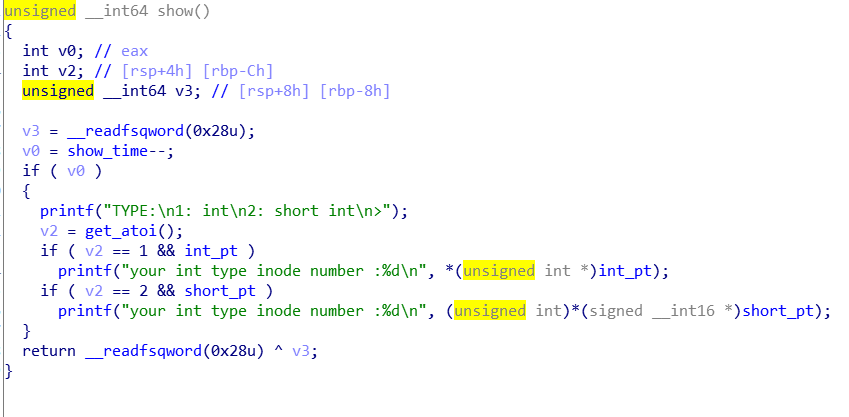 unsigned __int64 show()
{
  int v0; // eax
  int v2; // [rsp+4h] [rbp-Ch]
  unsigned __int64 v3; // [rsp+8h] [rbp-8h]

  v3 = __readfsqword(0x28u);
  v0 = show_time--;
  if ( v0 )
  {
    printf("TYPE:\n1: int\n2: short int\n>");
    v2 = get_atoi();
    if ( v2 == 1 && int_pt )
      printf("your int type inode number :%d\n", *(unsigned int *)int_pt);
    if ( v2 == 2 && short_pt )
      printf("your int type inode number :%d\n", (unsigned int)*(signed __int16 *)short_pt);
  }
  return __readfsqword(0x28u) ^ v3;
}